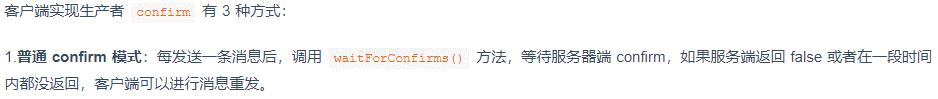 客户端实现生产者 confirm 有 3 种方式：
1.普通 confirm 模式：每发送一条消息后，调用 waitForConfirms() 方法，等待服务器端 confirm，如果服务端返回 false 或者在一段时间
内都没返回，客户端可以进行消息重发。